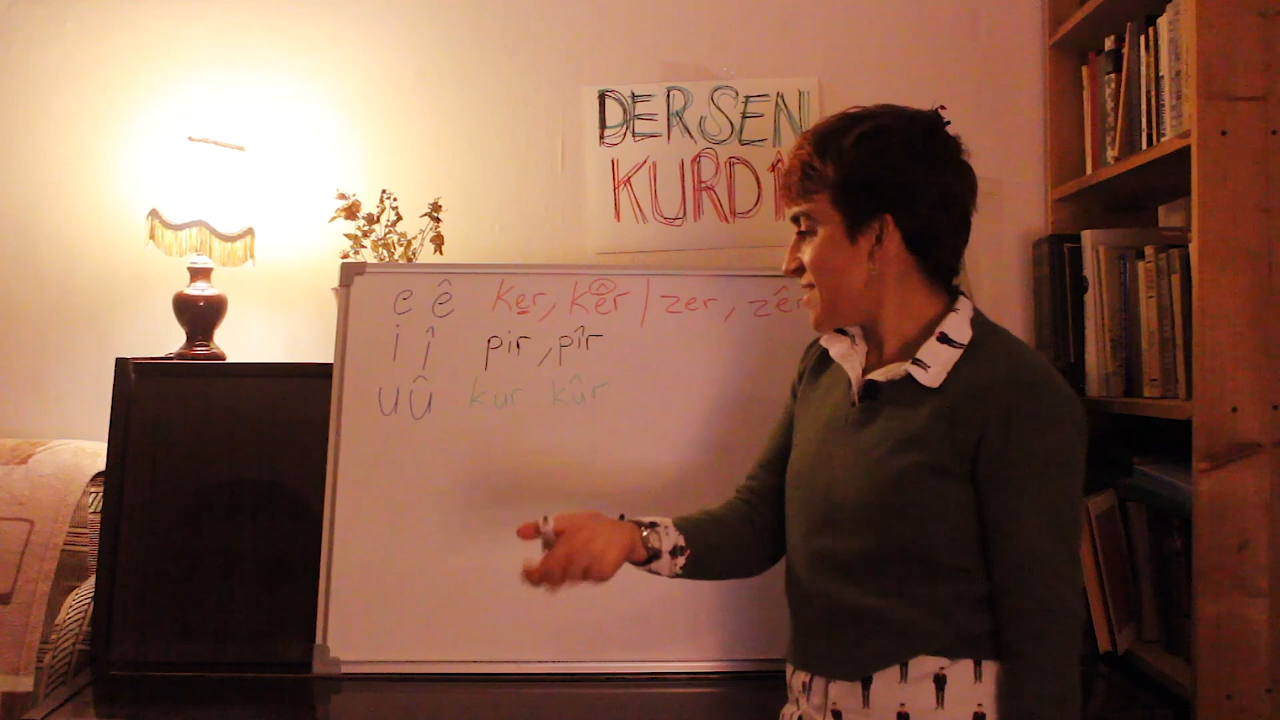 DERSEN
KURDÎ
e ê ker, kêr | zer, zêr
i î pir, pîr
u û kur kûr